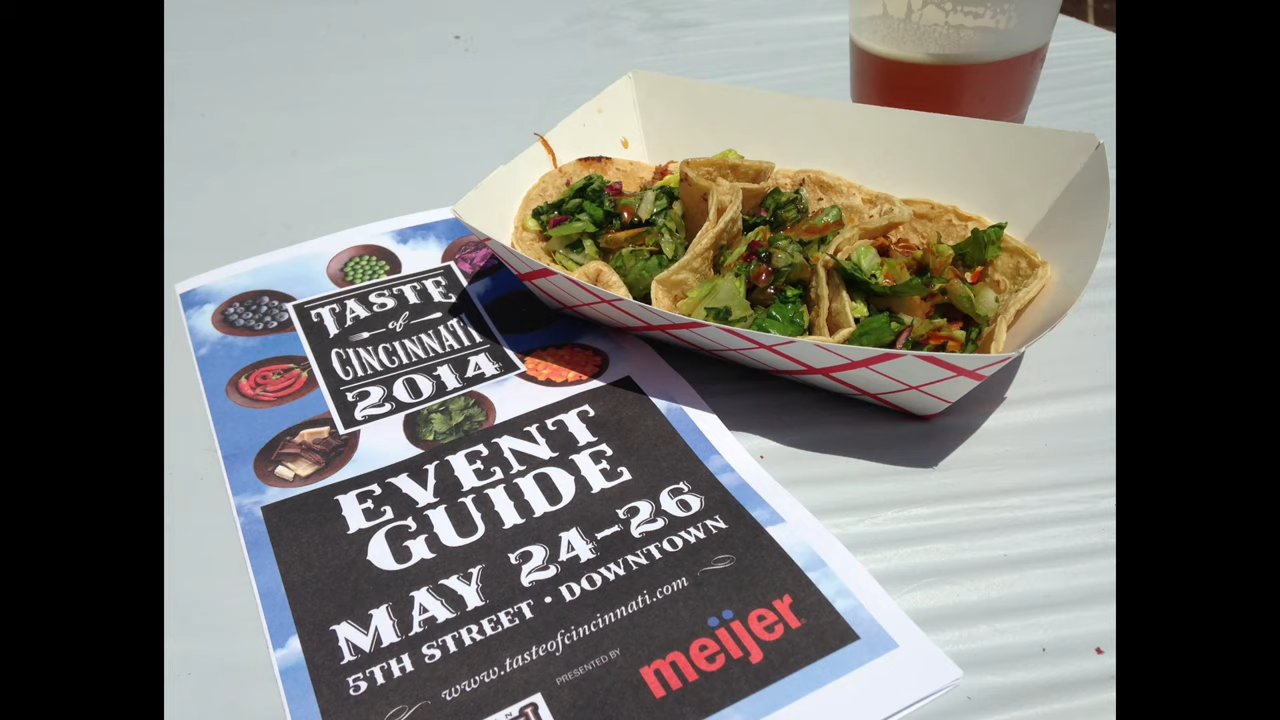 TASTE
of
CINCINNATI
2014
EVENT
GUIDE
MAY 24-26
5TH STREET • DOWNTOWN
www.tasteofcincinnati.com
PRESENTED BY
meijer